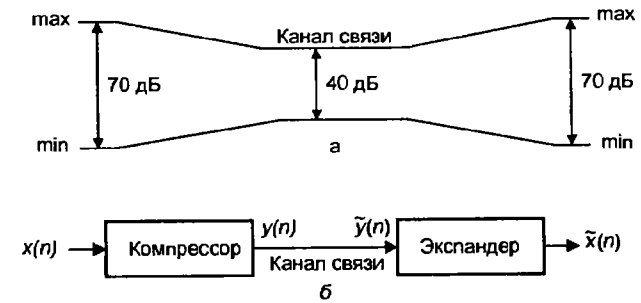 max
Канал связи
max
70 дБ
40 дБ
70 дБ
min
а
min
x(n)
Компрессор
y(n)
Канал связи
ỹ(n)
Экспандер
x̃(n)
б